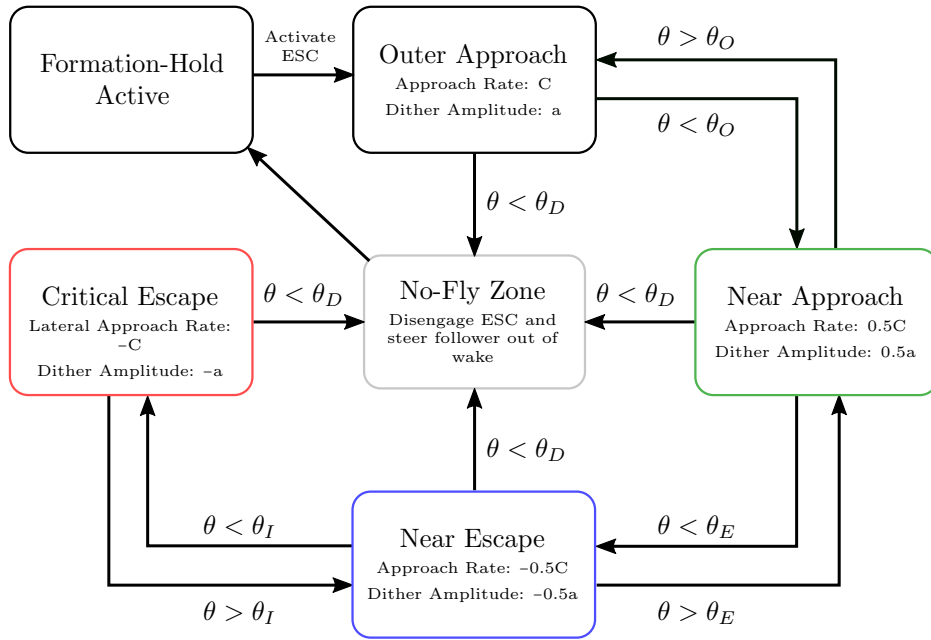 Formation-Hold
Active
Activate
ESC
Outer Approach
Approach Rate: C
Dither Amplitude: a
θ > θ_O
θ < θ_O
θ < θ_D
Critical Escape
Lateral Approach Rate:
−C
Dither Amplitude: −a
θ < θ_D
No-Fly Zone
Disengage ESC and
steer follower out of
wake
θ < θ_D
Near Approach
Approach Rate: 0.5C
Dither Amplitude: 0.5a
θ < θ_D
θ < θ_I
θ > θ_I
Near Escape
Approach Rate: −0.5C
Dither Amplitude: −0.5a
θ < θ_E
θ > θ_E